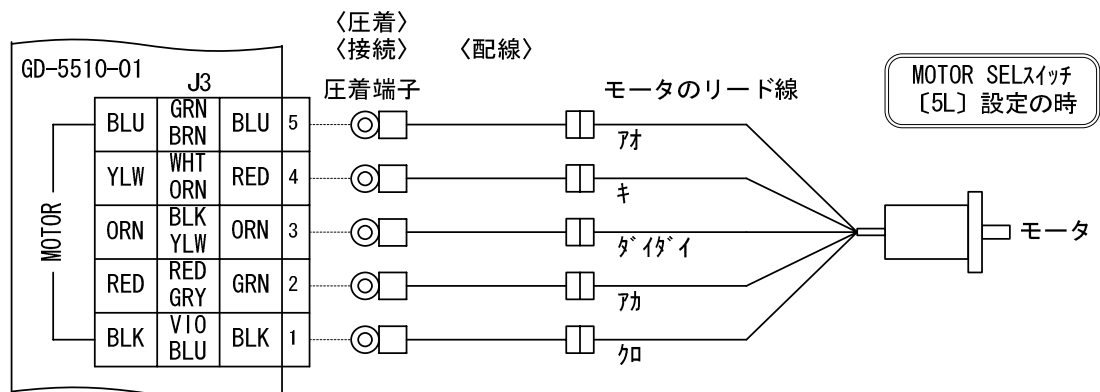 〈圧着〉
〈接続〉 〈配線〉
GD-5510-01
J3
圧着端子
モータのリード線
MOTOR SELスイッチ
〔5L〕設定の時
MOTOR
BLU GRN BRN BLU 5
アオ
YLW WHT ORN RED 4
キ
ORN BLK YLW ORN 3
ダイダイ
モータ
RED RED GRY GRN 2
アカ
BLK VIO BLU BLK 1
クロ